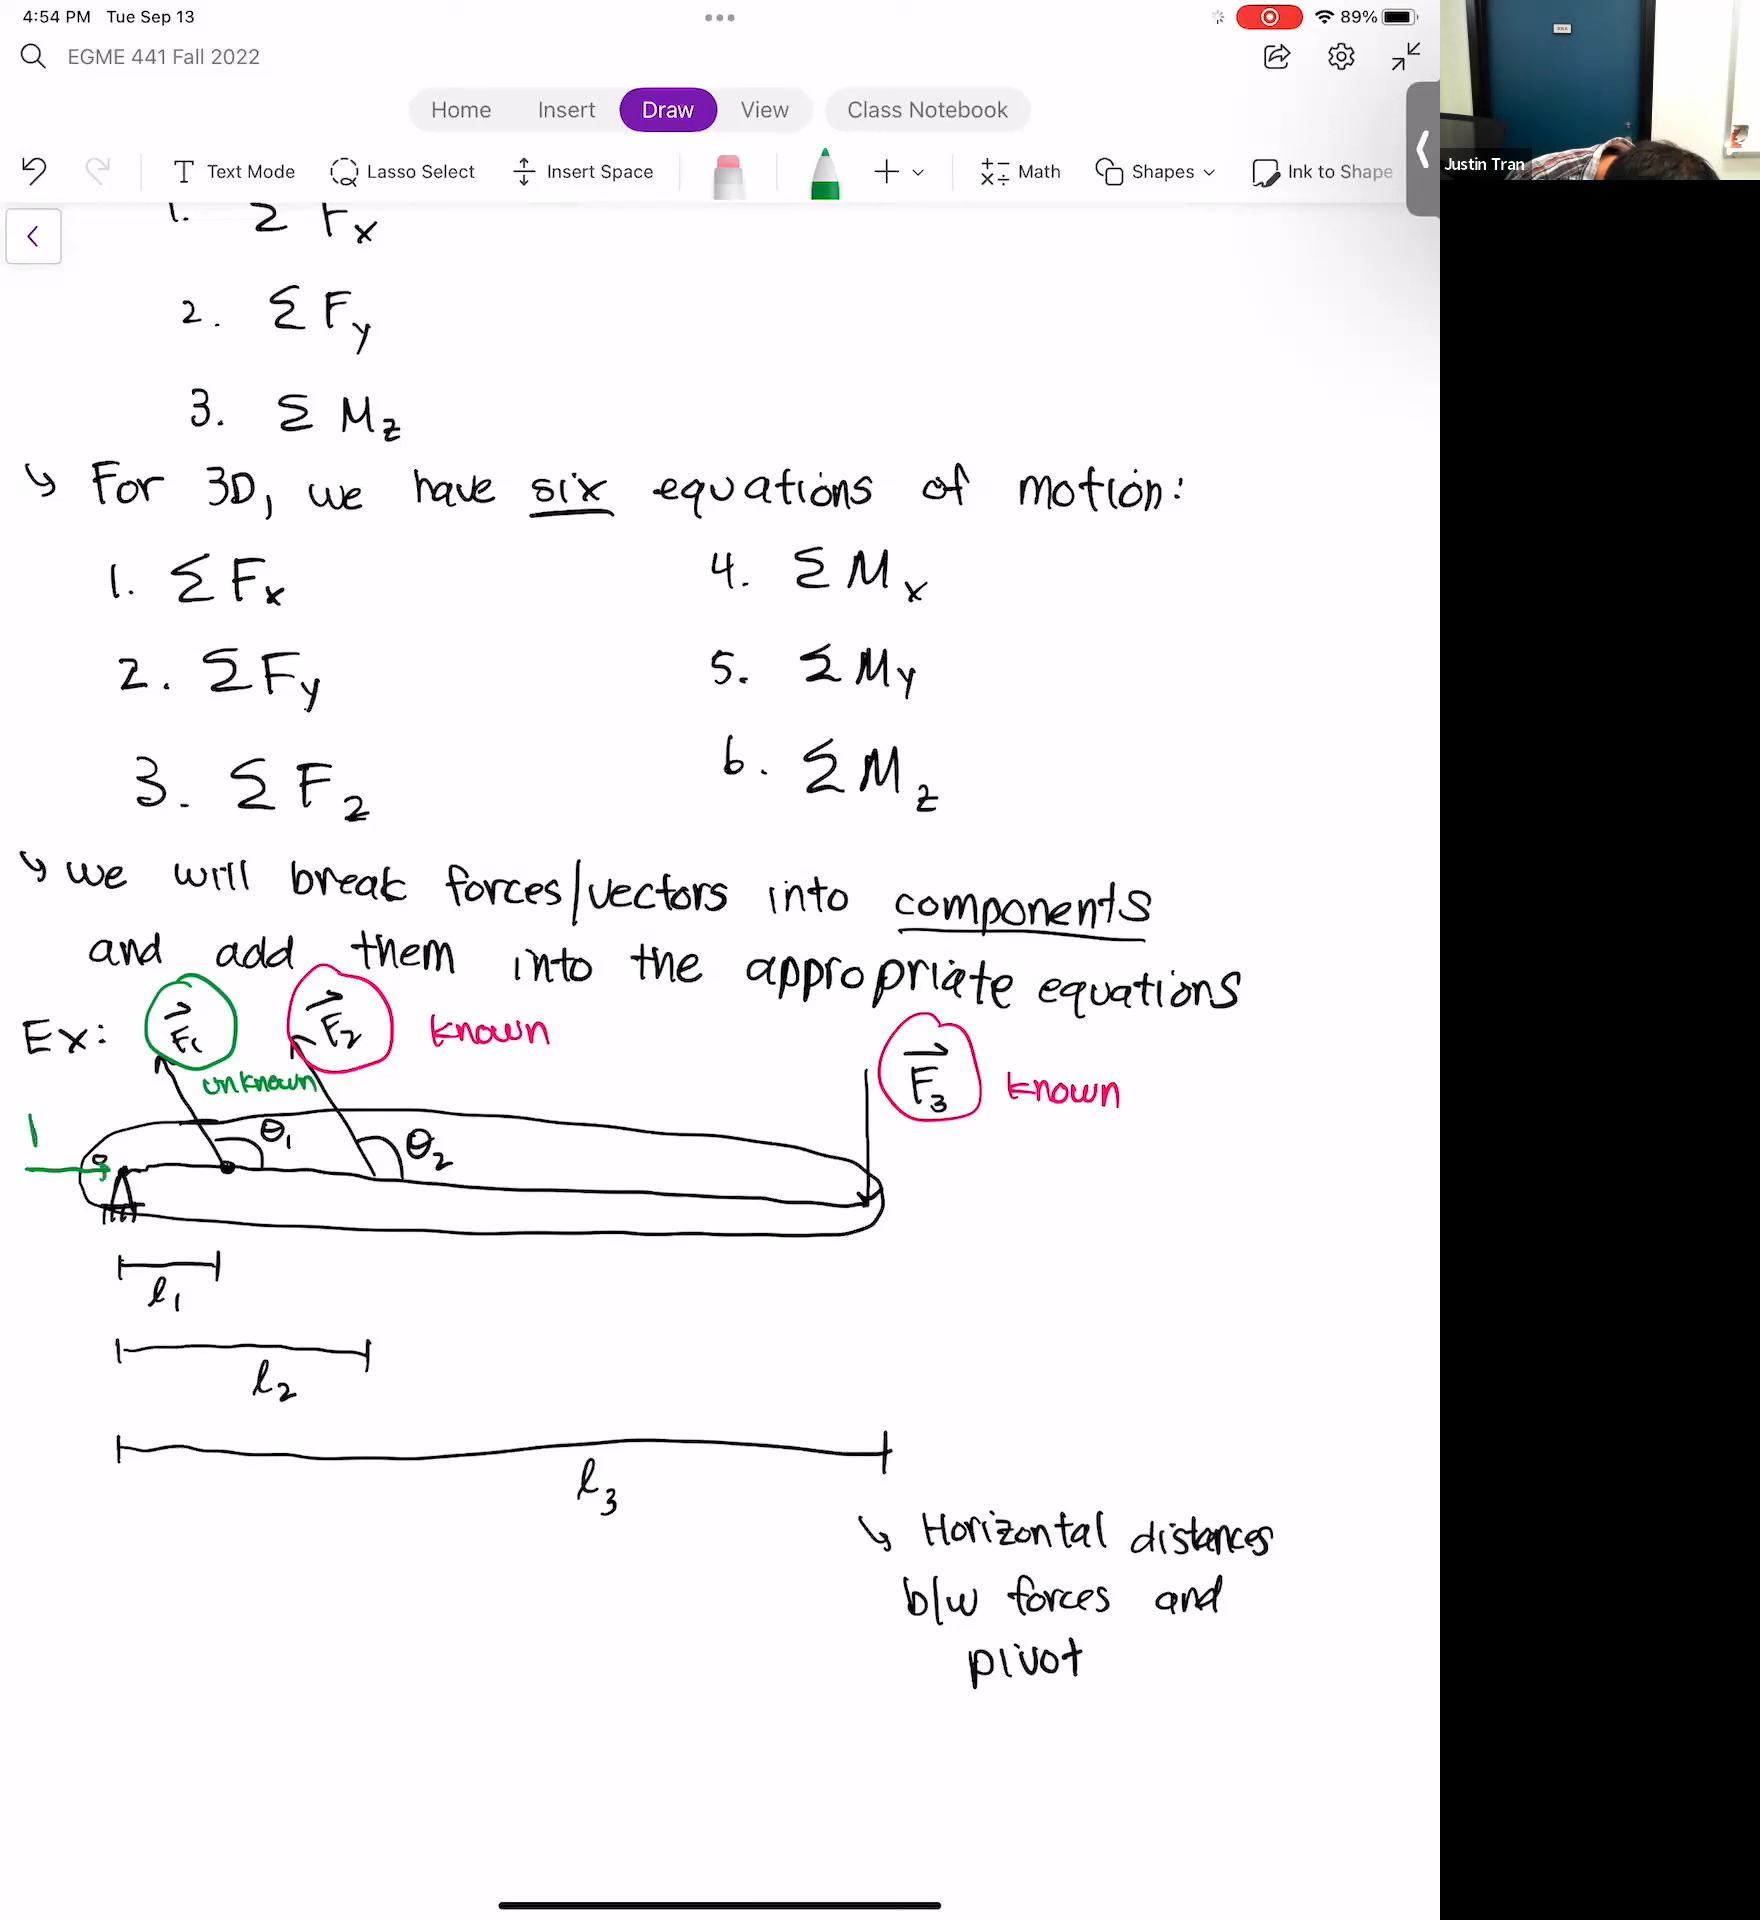 4:54 PM Tue Sep 13
89%
EGME 441 Fall 2022
Home Insert Draw View Class Notebook
Text Mode Lasso Select Insert Space Math Shapes Ink to Shape
Justin Tran
1. Σ Fx
2. Σ Fy
3. Σ Mz
↳ For 3D, we have six equations of motion:
1. Σ Fx 4. Σ Mx
2. Σ Fy 5. Σ My
3. Σ Fz 6. Σ Mz
↳ we will break forces/vectors into components
and add them into the appropriate equations
Ex: F⃗1 F⃗2 known
unknown F⃗3 known
θ1 θ2
l1
l2
l3
↳ Horizontal distances
b/w forces and
pivot